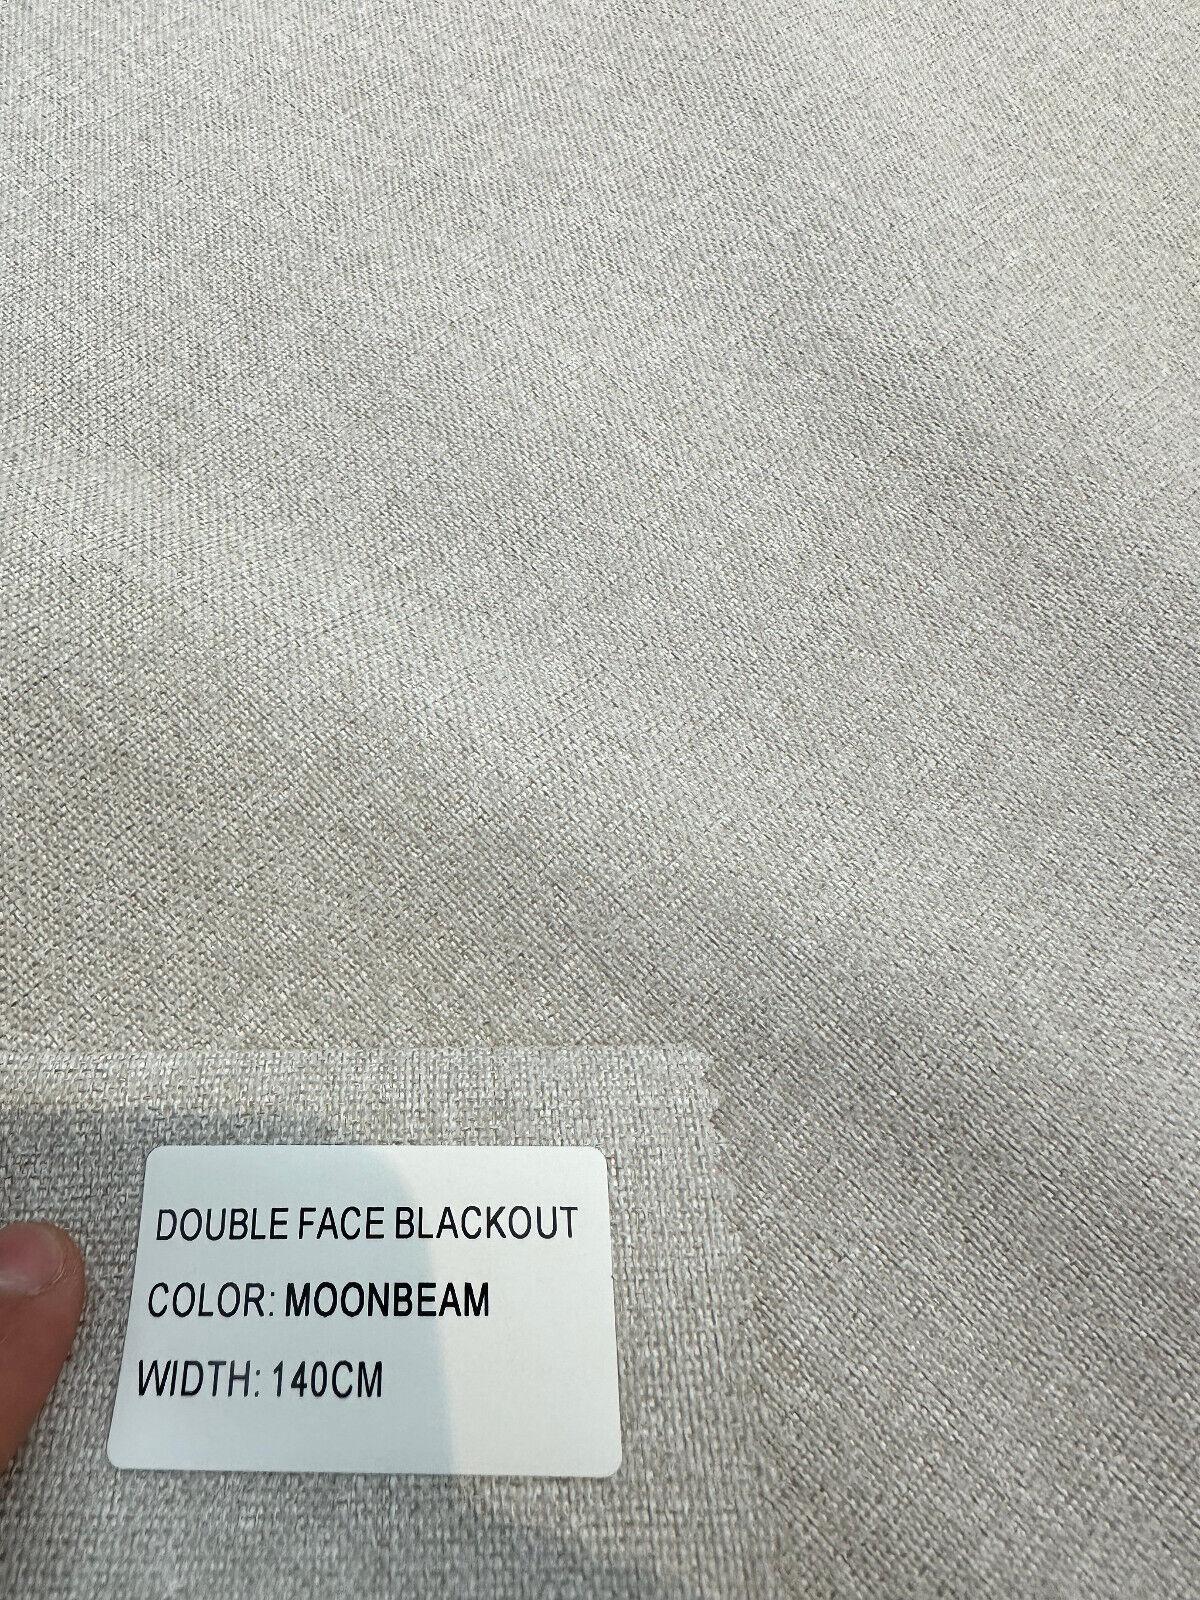 DOUBLE FACE BLACKOUT
COLOR: MOONBEAM
WIDTH: 140CM